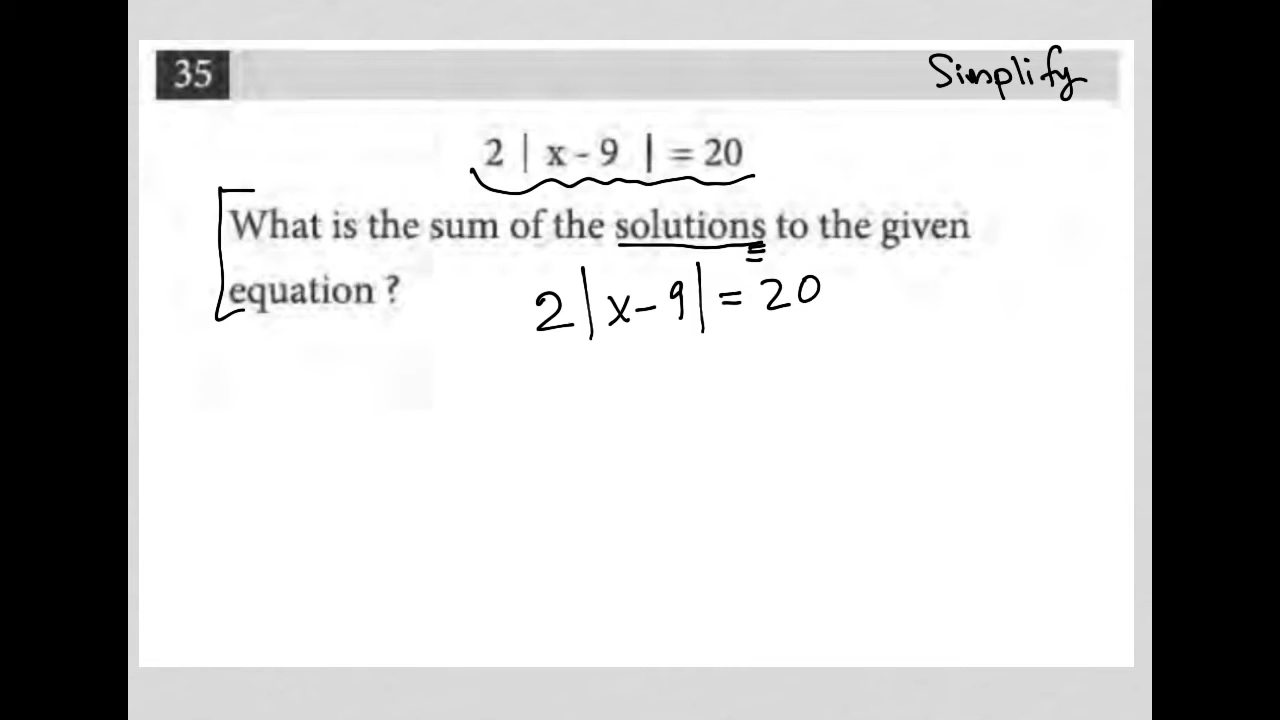 35 Simplify
2 | x - 9 | = 20
What is the sum of the solutions to the given
equation ?
2 | x - 9 | = 20